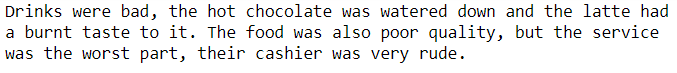 Drinks were bad, the hot chocolate was watered down and the latte had
a burnt taste to it. The food was also poor quality, but the service
was the worst part, their cashier was very rude.